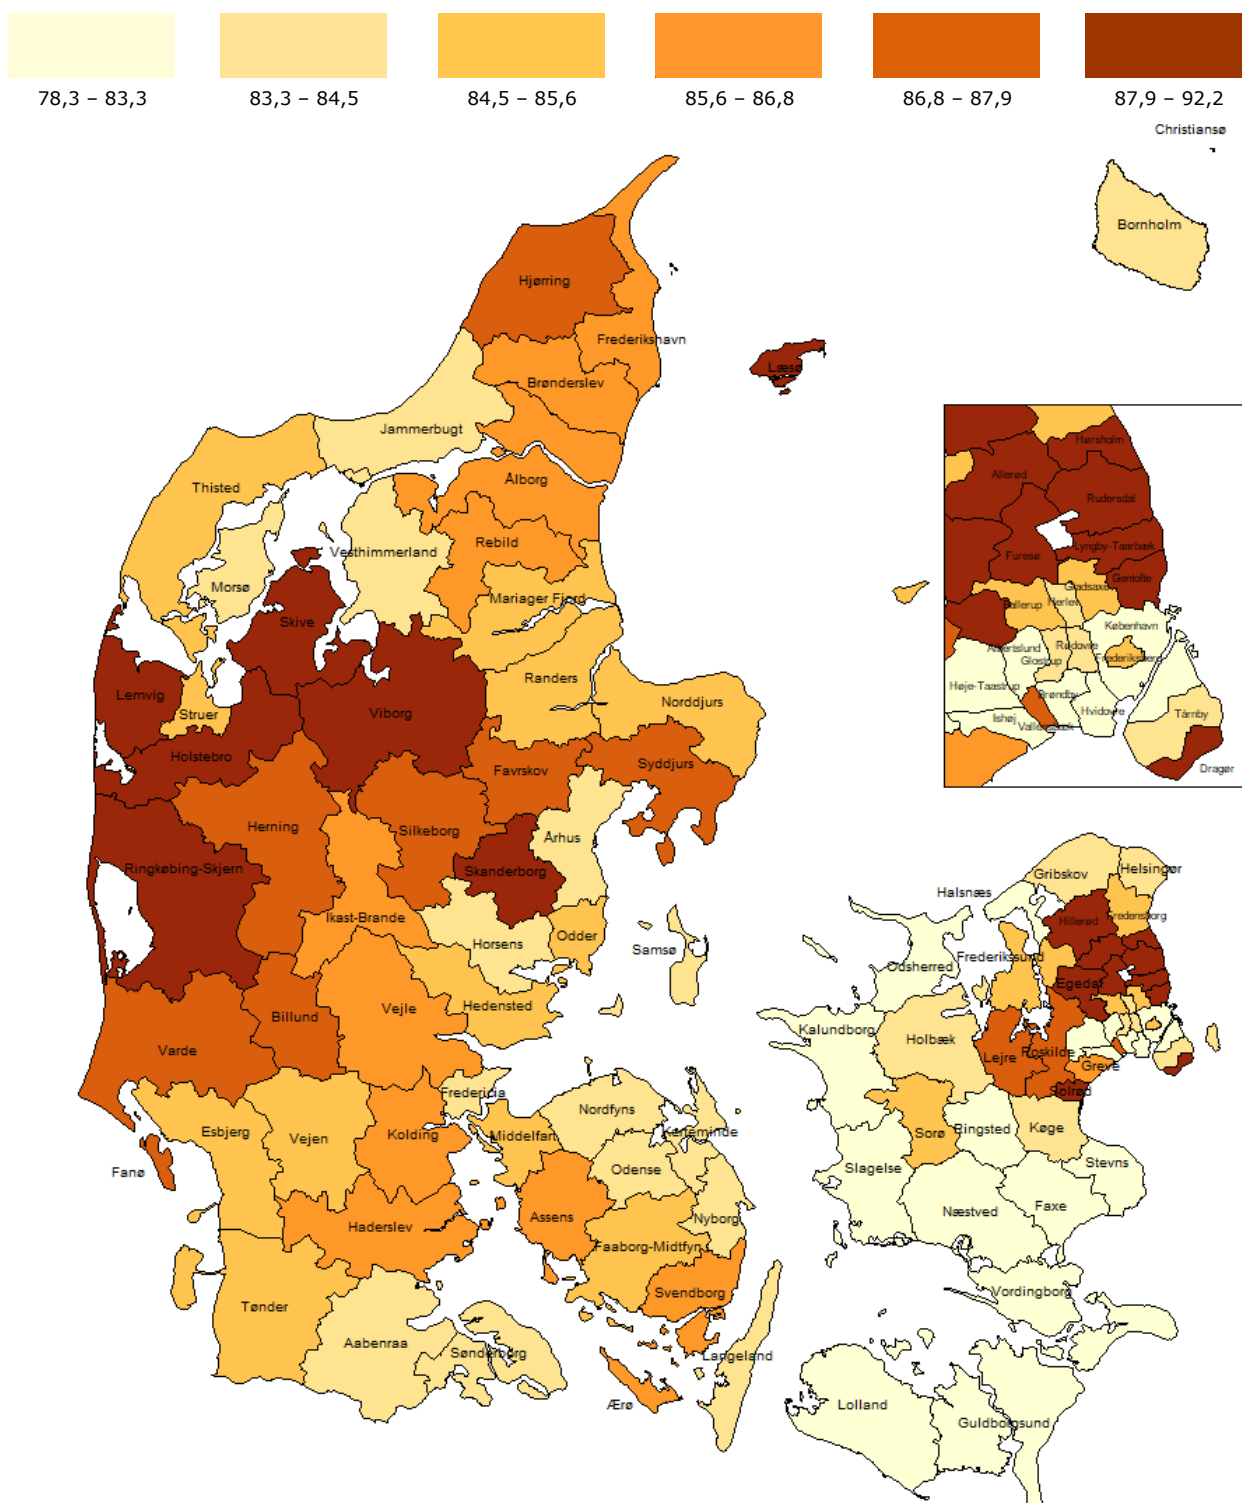 78,3 – 83,3
83,3 – 84,5
84,5 – 85,6
85,6 – 86,8
86,8 – 87,9
87,9 – 92,2
Christiansø
Bornholm
Hjørring
Frederikshavn
Læsø
Brønderslev
Jammerbugt
Ålborg
Thisted
Rebild
Vesthimmerland
Morsø
Mariager Fjord
Skive
Randers
Lemvig
Norddjurs
Struer
Viborg
Holstebro
Favrskov
Syddjurs
Herning
Silkeborg
Århus
Ringkøbing-Skjern
Skanderborg
Ikast-Brande
Odder
Horsens
Samsø
Hedensted
Vejle
Billund
Varde
Fredericia
Nordfyns
Esbjerg
Vejen
Kolding
Middelfart
Kerteminde
Fanø
Odense
Assens
Nyborg
Haderslev
Faaborg-Midtfyn
Svendborg
Tønder
Aabenraa
Sønderborg
Langeland
Ærø
Hørsholm
Allerød
Rudersdal
Furesø
Lyngby-Taarbæk
Gentofte
Gladsaxe
Ballerup
Herlev
København
Albertslund
Rødovre
Glostrup
Frederiksberg
Høje-Taastrup
Brøndby
Hvidovre
Ishøj
Vallensbæk
Tårnby
Dragør
Helsingør
Gribskov
Halsnæs
Hillerød
Fredensborg
Frederikssund
Odsherred
Egedal
Kalundborg
Holbæk
Lejre
Roskilde
Greve
Solrød
Sorø
Ringsted
Køge
Slagelse
Stevns
Næstved
Faxe
Vordingborg
Lolland
Guldborgsund